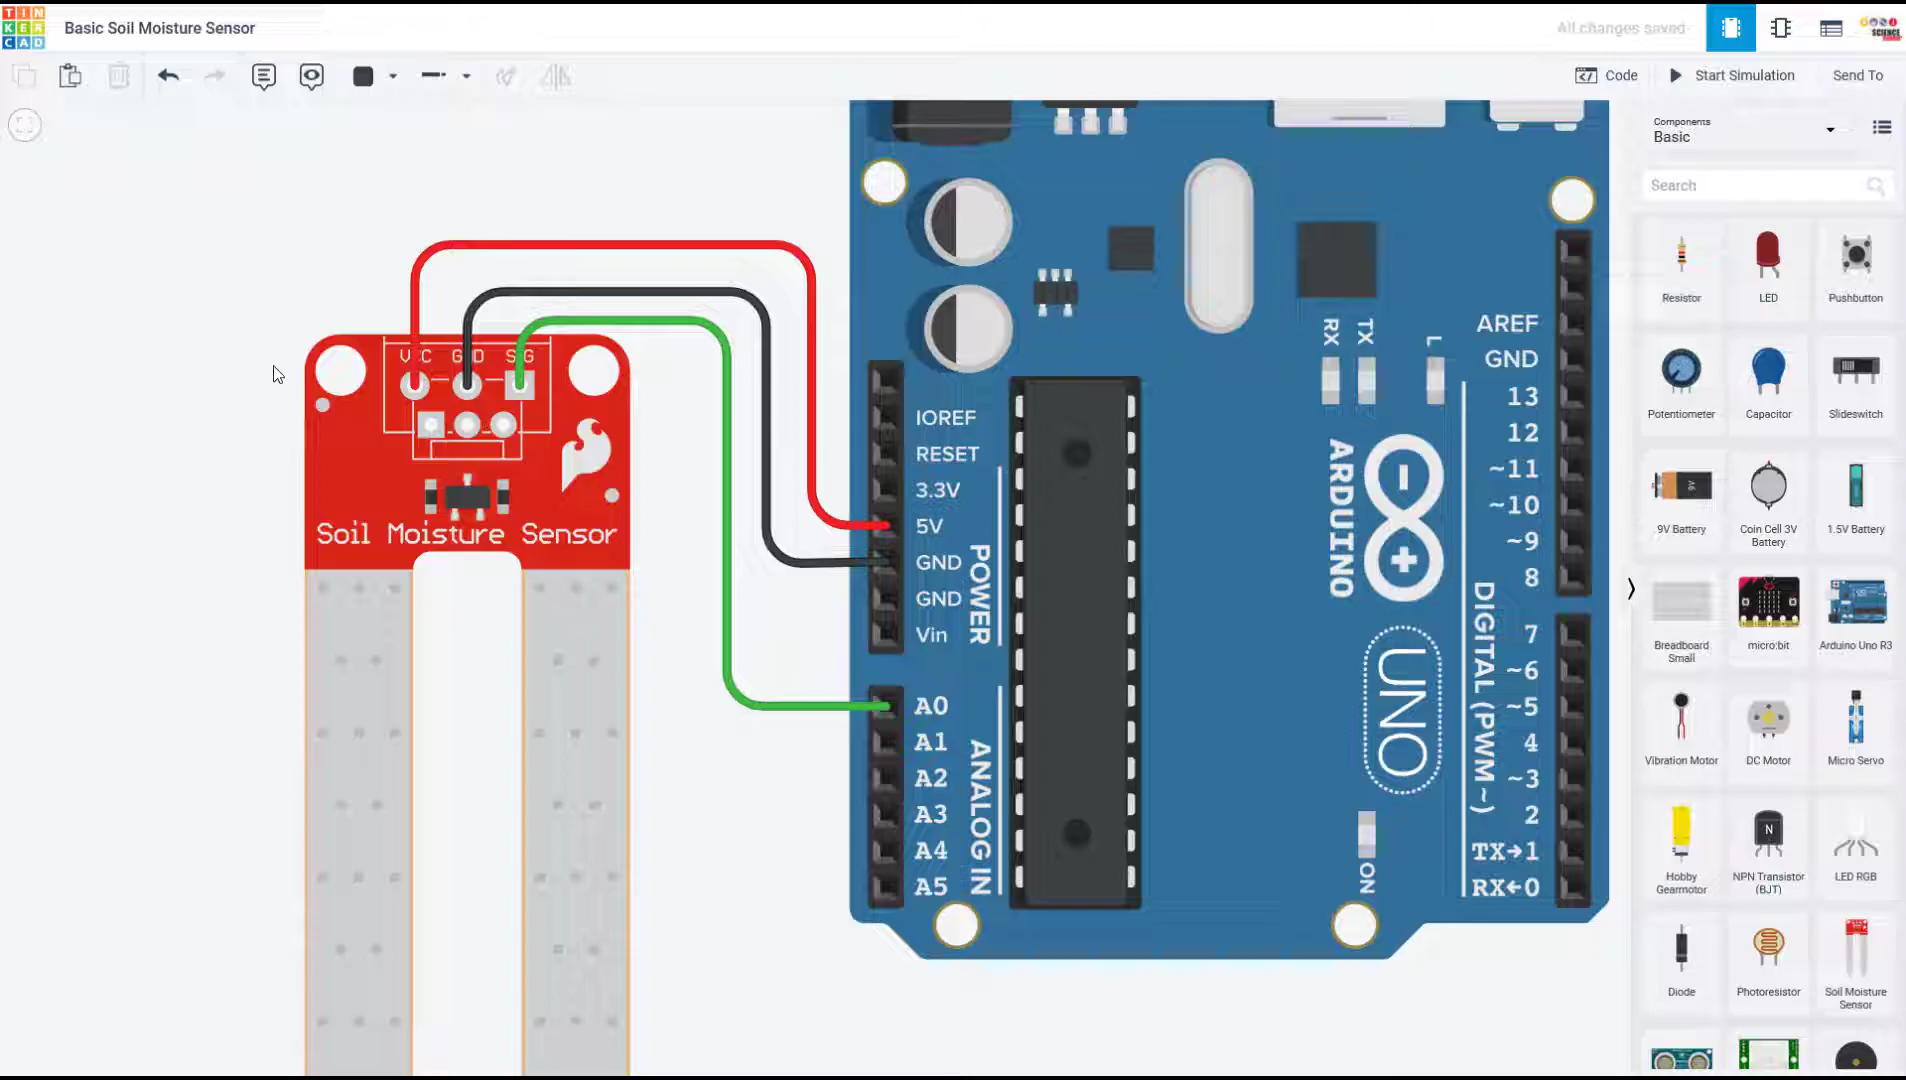 TIN
KER
CAD
Basic Soil Moisture Sensor
All changes saved
SCIENCE
Code
Start Simulation
Send To
Components
Basic
Search
Resistor
LED
Pushbutton
Potentiometer
Capacitor
Slideswitch
9V
9V Battery
Coin Cell 3V
Battery
1.5V Battery
Breadboard
Small
micro:bit
Arduino Uno R3
Vibration Motor
DC Motor
Micro Servo
Hobby
Gearmotor
N
NPN Transistor
(BJT)
LED RGB
Diode
Photoresistor
Soil Moisture
Sensor
VCC
GND
SIG
Soil Moisture Sensor
IOREF
RESET
3.3V
5V
GND
GND
Vin
POWER
A0
A1
A2
A3
A4
A5
ANALOG IN
RX
TX
L
ARDUINO
UNO
ON
AREF
GND
13
12
~11
~10
~9
8
7
~6
~5
4
~3
2
TX→1
RX←0
DIGITAL (PWM ~)